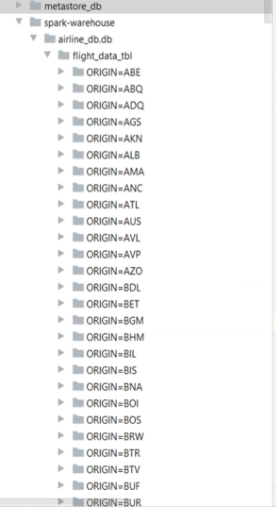 metastore_db
spark-warehouse
airline_db.db
flight_data_tbl
ORIGIN=ABE
ORIGIN=ABQ
ORIGIN=ADQ
ORIGIN=AGS
ORIGIN=AKN
ORIGIN=ALB
ORIGIN=AMA
ORIGIN=ANC
ORIGIN=ATL
ORIGIN=AUS
ORIGIN=AVL
ORIGIN=AVP
ORIGIN=AZO
ORIGIN=BDL
ORIGIN=BET
ORIGIN=BGM
ORIGIN=BHM
ORIGIN=BIL
ORIGIN=BIS
ORIGIN=BNA
ORIGIN=BOI
ORIGIN=BOS
ORIGIN=BRW
ORIGIN=BTR
ORIGIN=BTV
ORIGIN=BUF
ORIGIN=BUR